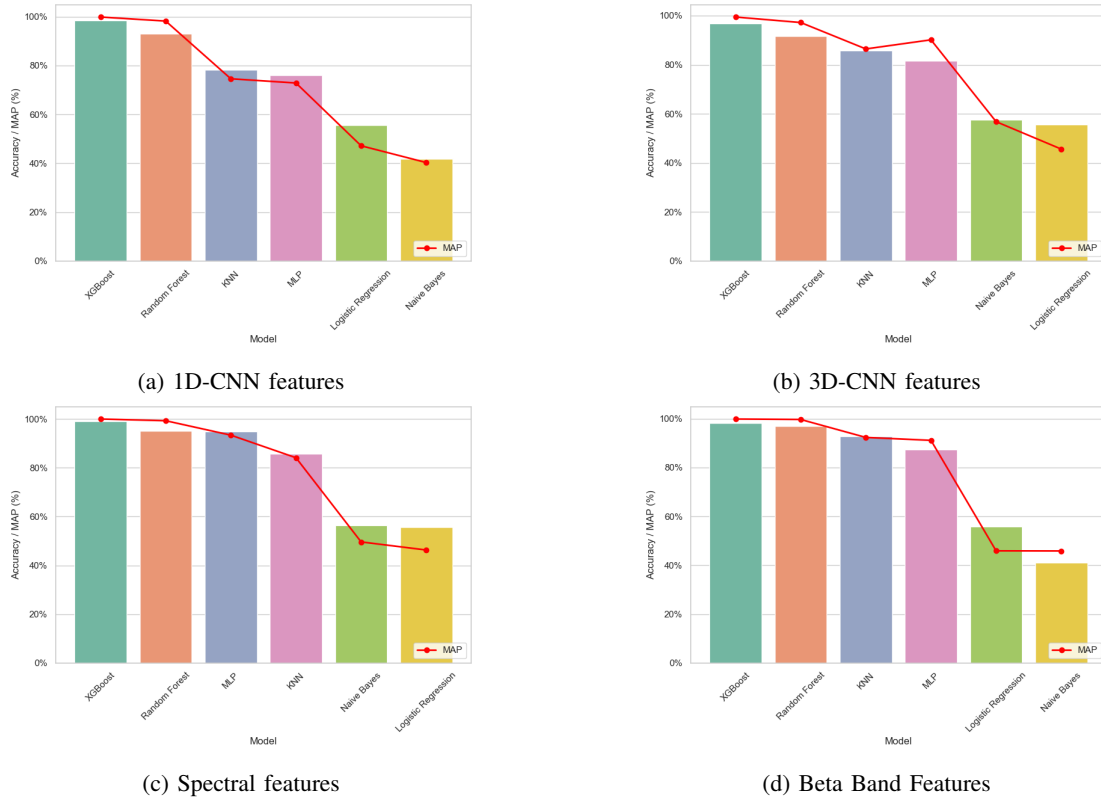 100%
80%
60%
40%
20%
0%
Accuracy / MAP (%)
MAP
XGBoost
Random Forest
KNN
MLP
Logistic Regression
Naive Bayes
Model
(a) 1D-CNN features
100%
80%
60%
40%
20%
0%
Accuracy / MAP (%)
MAP
XGBoost
Random Forest
KNN
MLP
Naive Bayes
Logistic Regression
Model
(b) 3D-CNN features
100%
80%
60%
40%
20%
0%
Accuracy / MAP (%)
MAP
XGBoost
Random Forest
MLP
KNN
Naive Bayes
Logistic Regression
Model
(c) Spectral features
100%
80%
60%
40%
20%
0%
Accuracy / MAP (%)
MAP
XGBoost
Random Forest
KNN
MLP
Logistic Regression
Naive Bayes
Model
(d) Beta Band Features